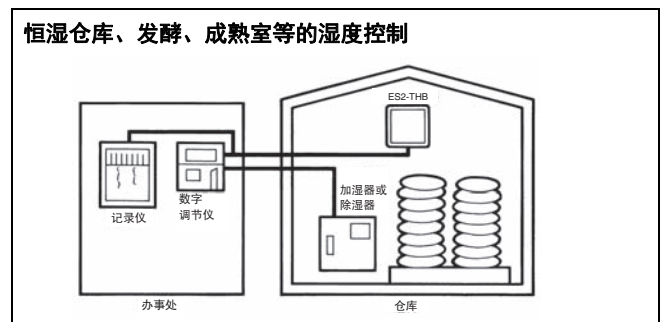 恒湿仓库、发酵、成熟室等的湿度控制
ES2-THB
加湿器或
除湿器
数字
调节仪
记录仪
办事处
仓库